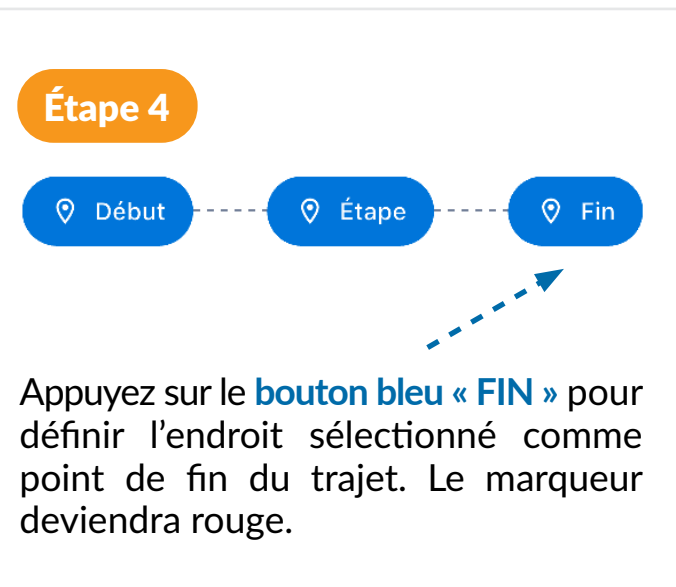 Étape 4
Début Étape Fin
Appuyez sur le bouton bleu « FIN » pour
définir l’endroit sélectionné comme
point de fin du trajet. Le marqueur
deviendra rouge.